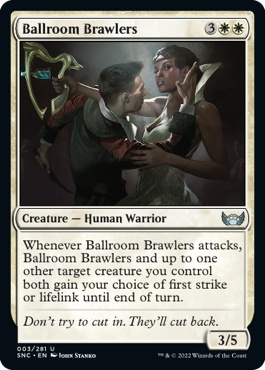 Ballroom Brawlers 3
Creature — Human Warrior
Whenever Ballroom Brawlers attacks,
Ballroom Brawlers and up to one
other target creature you control
both gain your choice of first strike
or lifelink until end of turn.
Don't try to cut in. They'll cut back.
3/5
003/281 U
SNC • EN JOHN STANKO
™ & © 2022 Wizards of the Coast